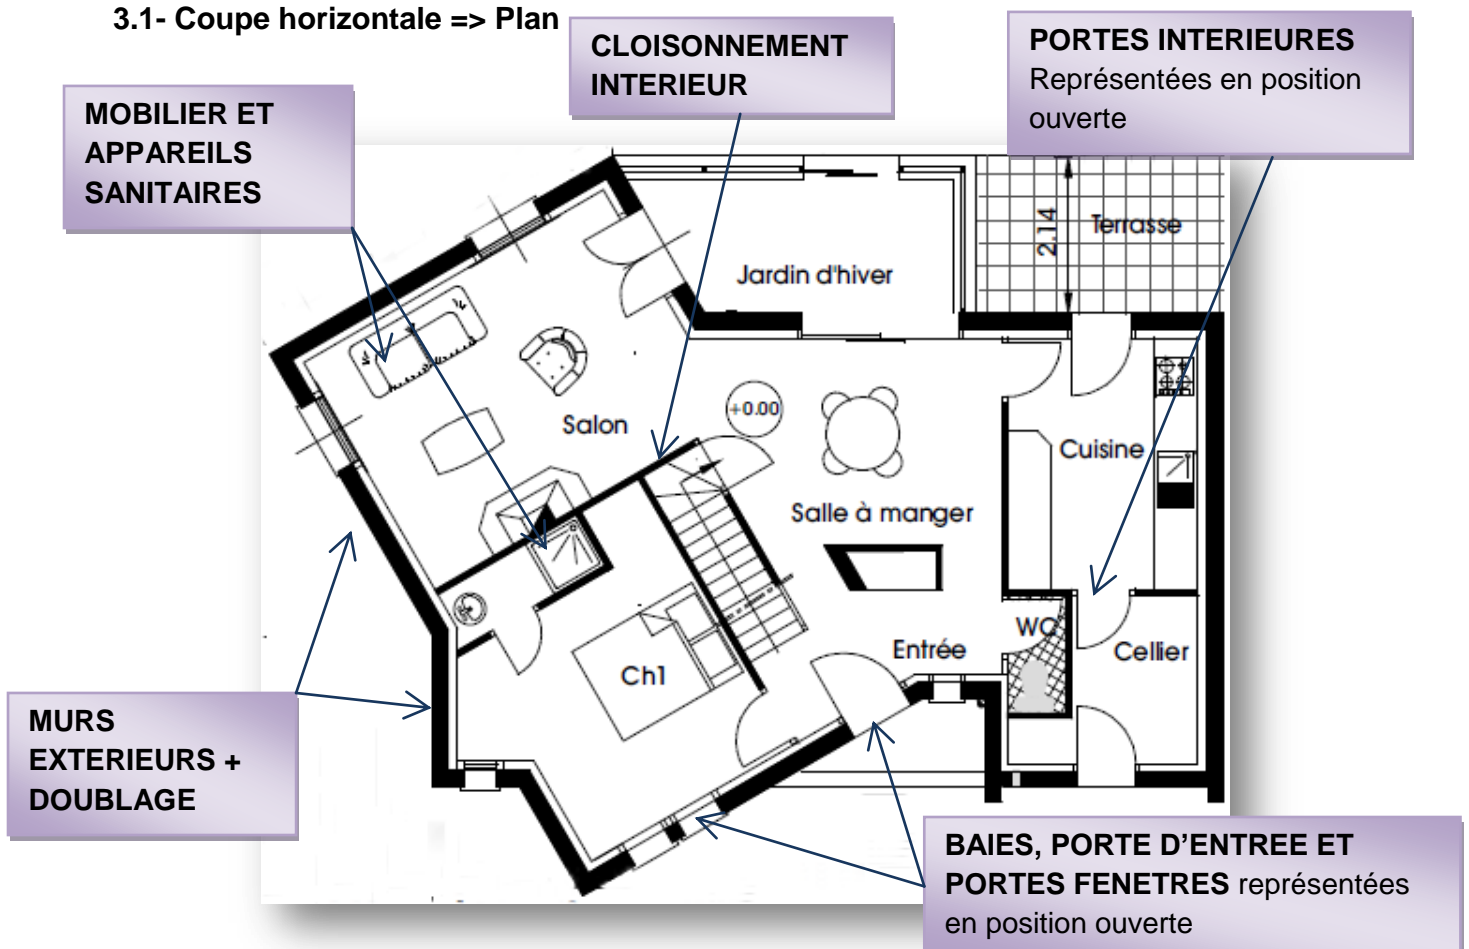 3.1- Coupe horizontale => Plan
CLOISONNEMENT
INTERIEUR
PORTES INTERIEURES
Représentées en position
ouverte
MOBILIER ET
APPAREILS
SANITAIRES
2.14
Terrasse
Jardin d'hiver
+0.00
Salon
Cuisine
Salle à manger
WC
Entrée
Cellier
Ch1
MURS
EXTERIEURS +
DOUBLAGE
BAIES, PORTE D’ENTREE ET
PORTES FENETRES représentées
en position ouverte